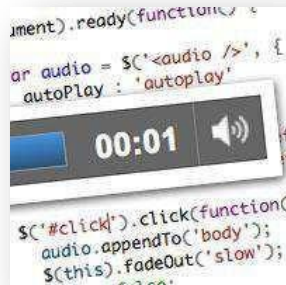 ument).ready(function() {
ar audio = $('<audio />', {
autoPlay : 'autoplay'
00:01
$('#click').click(function(
audio.appendTo('body');
$(this).fadeOut('slow');